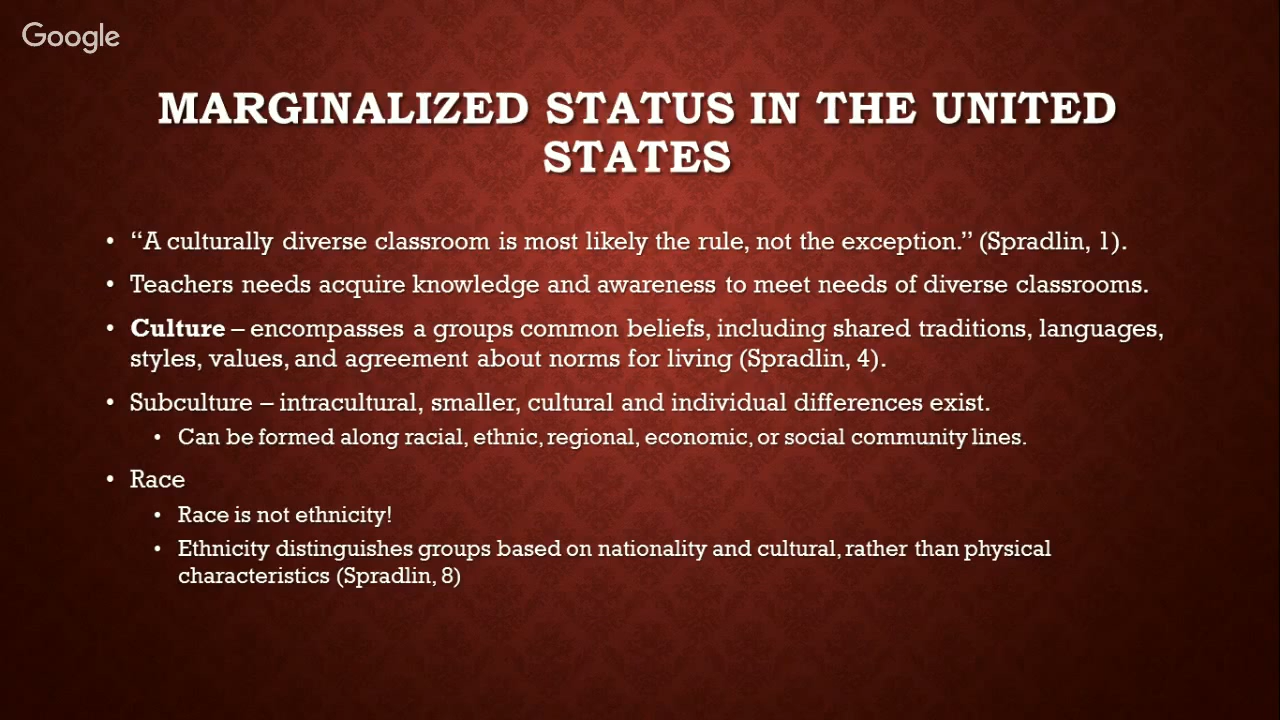 Google
MARGINALIZED STATUS IN THE UNITED
STATES
• “A culturally diverse classroom is most likely the rule, not the exception.” (Spradlin, 1).
• Teachers needs acquire knowledge and awareness to meet needs of diverse classrooms.
• Culture – encompasses a groups common beliefs, including shared traditions, languages,
styles, values, and agreement about norms for living (Spradlin, 4).
• Subculture – intracultural, smaller, cultural and individual differences exist.
• Can be formed along racial, ethnic, regional, economic, or social community lines.
• Race
• Race is not ethnicity!
• Ethnicity distinguishes groups based on nationality and cultural, rather than physical
characteristics (Spradlin, 8)